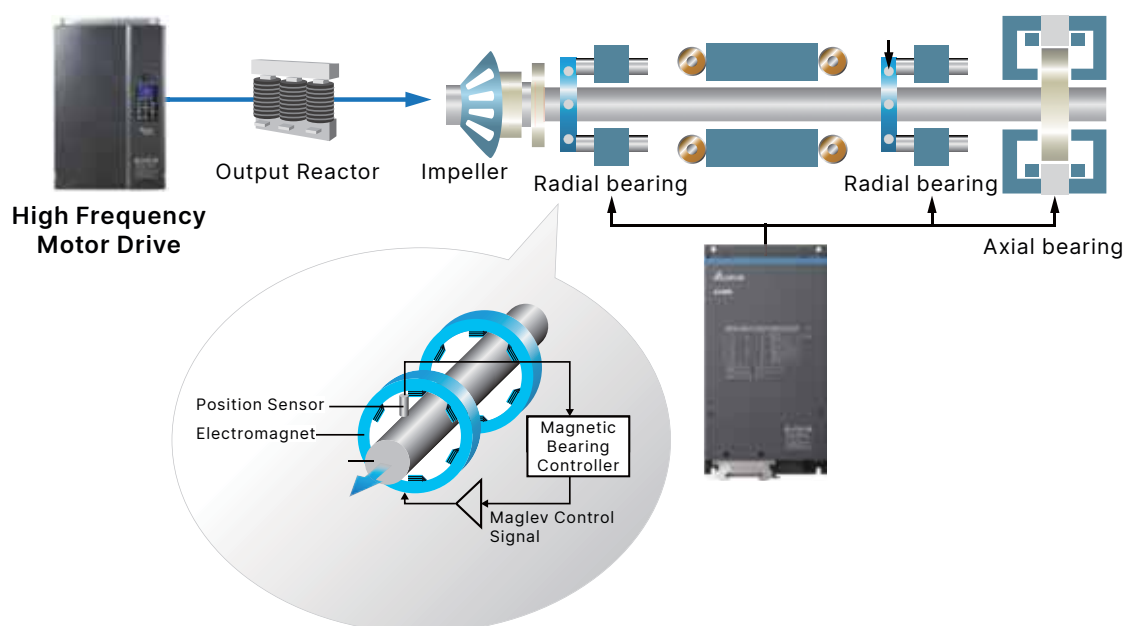 Output Reactor
Impeller
Radial bearing
Radial bearing
High Frequency
Motor Drive
Axial bearing
Position Sensor
Electromagnet
Magnetic
Bearing
Controller
Maglev Control
Signal